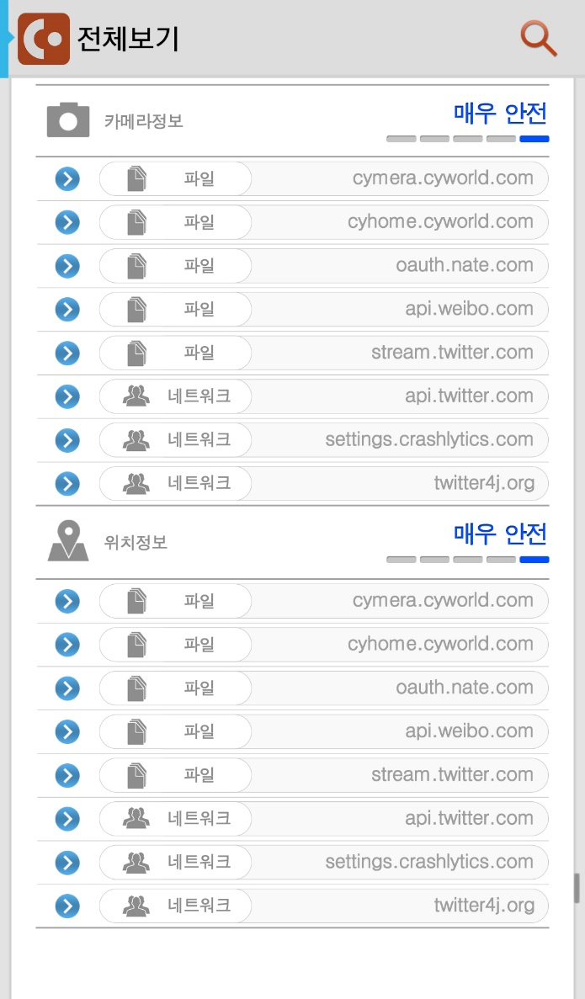 전체보기
카메라정보 매우 안전
파일 cymera.cyworld.com
파일 cyhome.cyworld.com
파일 oauth.nate.com
파일 api.weibo.com
파일 stream.twitter.com
네트워크 api.twitter.com
네트워크 settings.crashlytics.com
네트워크 twitter4j.org
위치정보 매우 안전
파일 cymera.cyworld.com
파일 cyhome.cyworld.com
파일 oauth.nate.com
파일 api.weibo.com
파일 stream.twitter.com
네트워크 api.twitter.com
네트워크 settings.crashlytics.com
네트워크 twitter4j.org